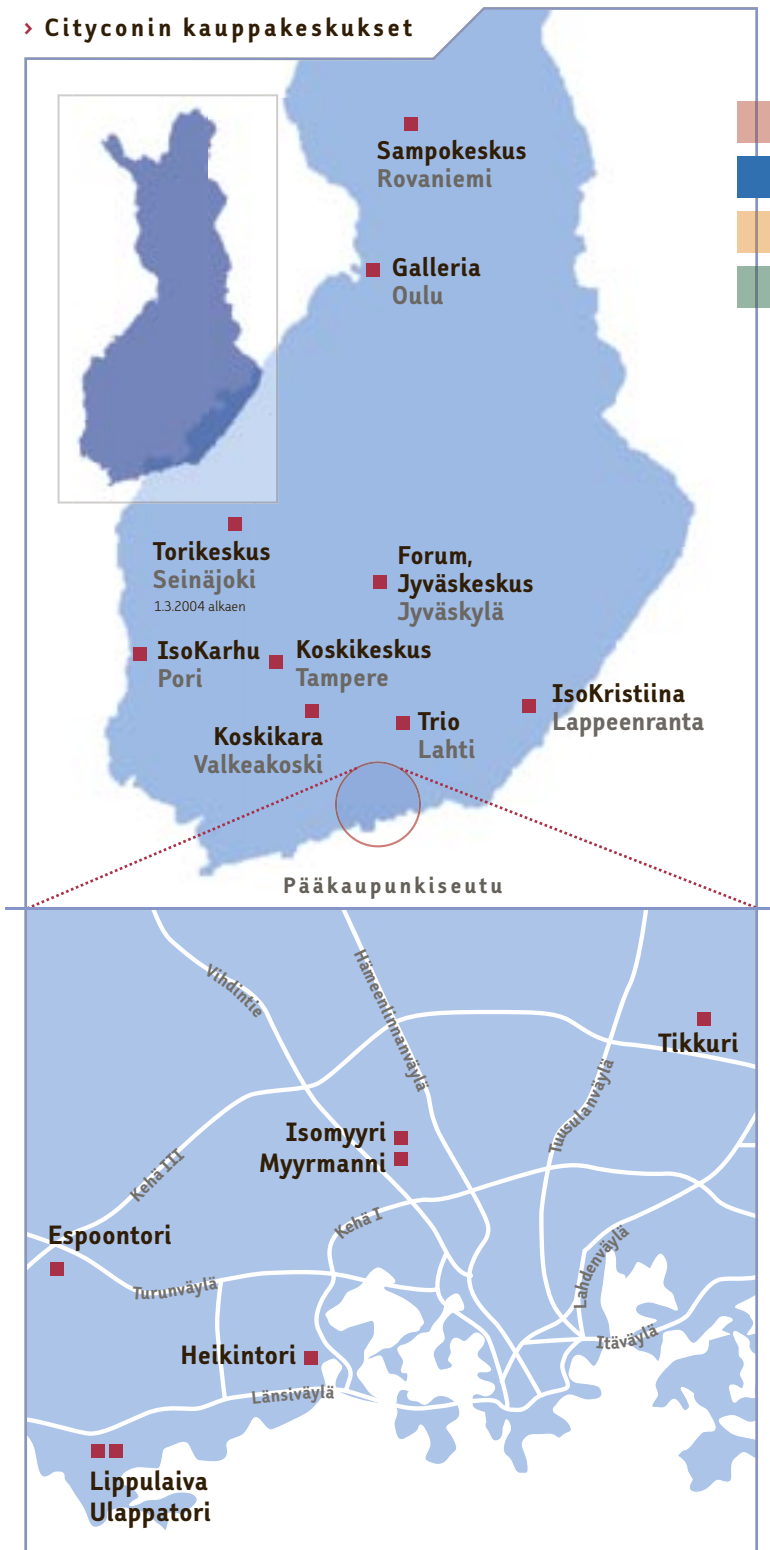 › Cityconin kauppakeskukset
Sampokeskus
Rovaniemi
Galleria
Oulu
Torikeskus
Seinäjoki
1.3.2004 alkaen
Forum,
Jyväskeskus
Jyväskylä
IsoKarhu
Pori
Koskikeskus
Tampere
IsoKristiina
Lappeenranta
Koskikara
Valkeakoski
Trio
Lahti
Pääkaupunkiseutu
Vihdintie
Hämeenlinnanväylä
Tikkuri
Tuusulanväylä
Isomyyri
Myyrmanni
Kehä III
Kehä I
Espoontori
Turunväylä
Lahdenväylä
Itäväylä
Heikintori
Länsiväylä
Lippulaiva
Ulappatori